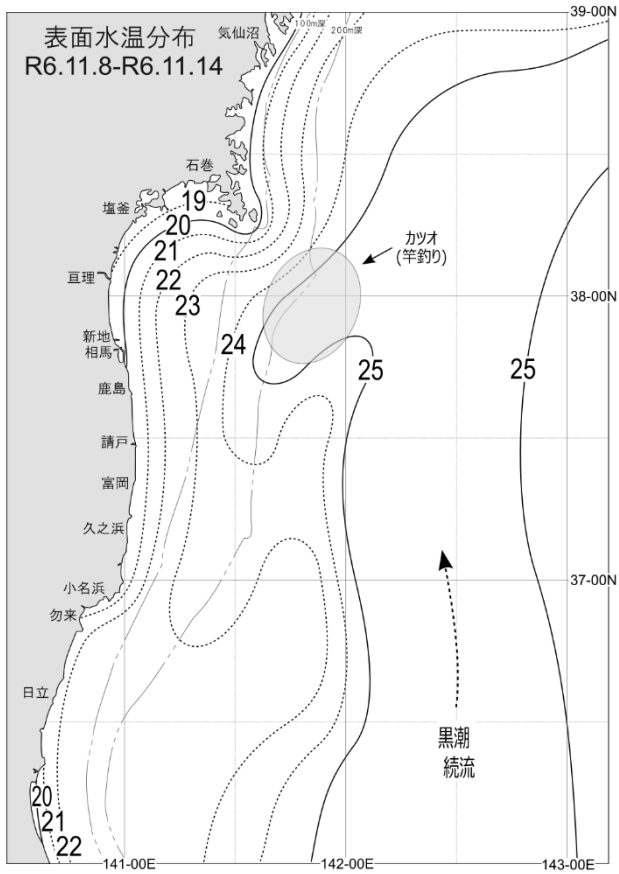 表面水温分布
R6.11.8-R6.11.14
気仙沼
100m深
200m深
39-00N
石巻
塩釜
19
20
21
22
23
24
25
25
カツオ
(竿釣り)
亘理
38-00N
新地
相馬
鹿島
請戸
富岡
久之浜
小名浜
勿来
37-00N
日立
黒潮
続流
20
21
22
141-00E
142-00E
143-00E